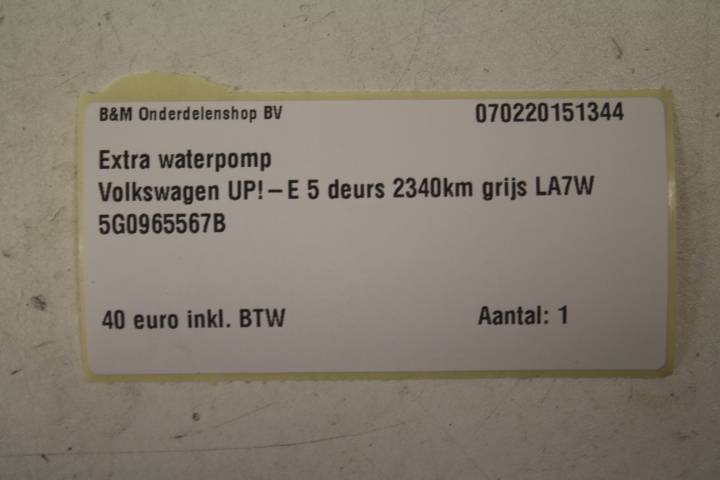 B&M Onderdelenshop BV 070220151344
Extra waterpomp
Volkswagen UP!-E 5 deurs 2340km grijs LA7W
5G0965567B
40 euro inkl. BTW Aantal: 1